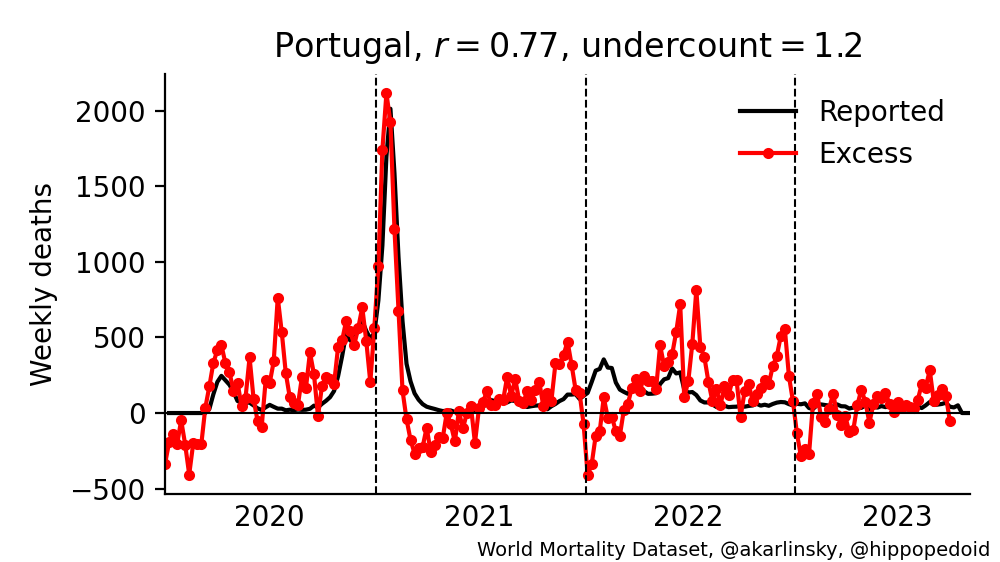 Portugal, r = 0.77, undercount = 1.2
Weekly deaths
2000
1500
1000
500
0
−500
Reported
Excess
2020 2021 2022 2023
World Mortality Dataset, @akarlinsky, @hippopedoid